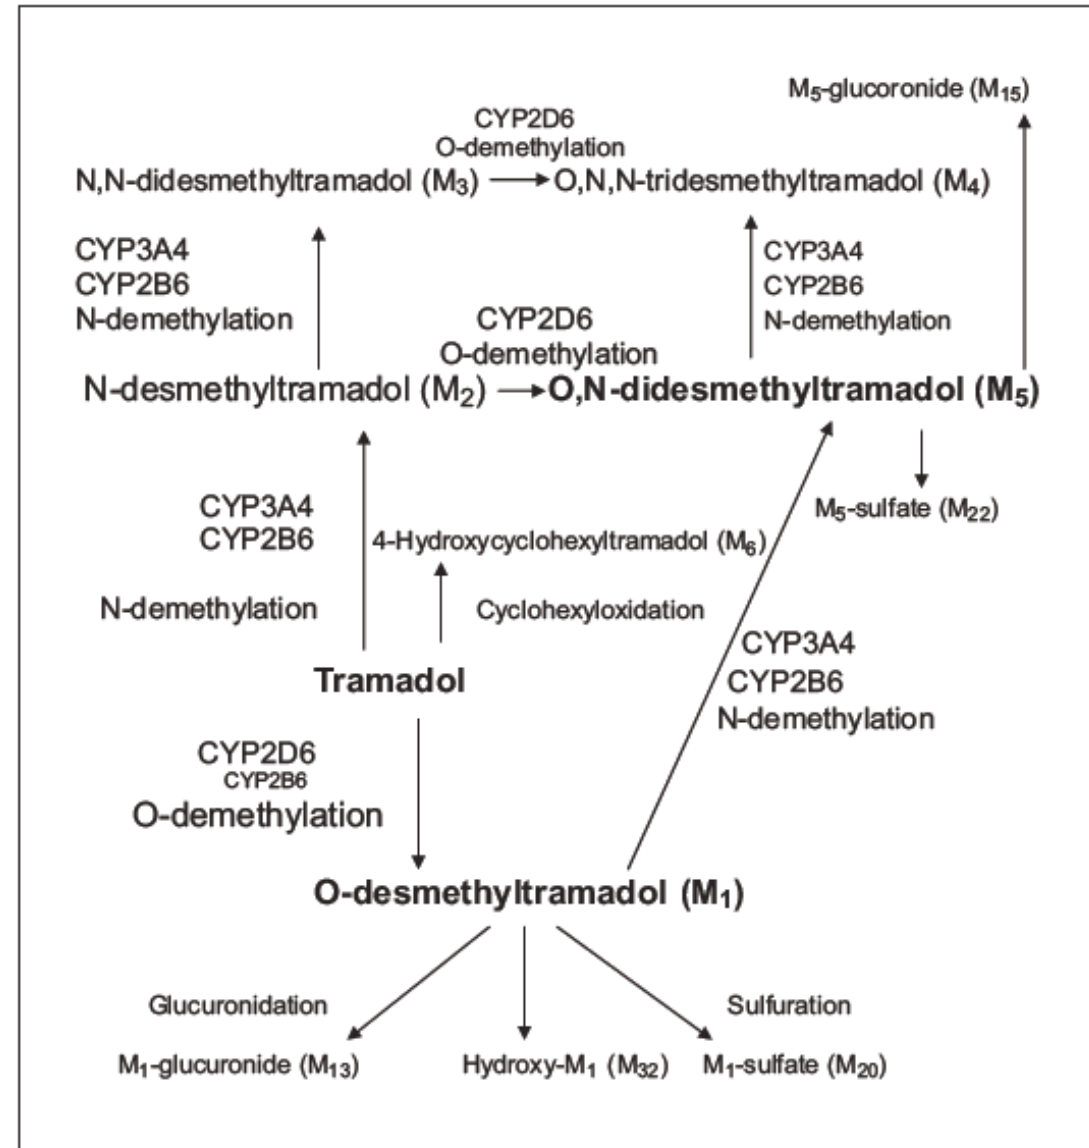 M5-glucoronide (M15)
CYP2D6
O-demethylation
N,N-didesmethyltramadol (M3)
O,N,N-tridesmethyltramadol (M4)
CYP3A4
CYP2B6
N-demethylation
CYP3A4
CYP2B6
N-demethylation
CYP2D6
O-demethylation
N-desmethyltramadol (M2)
O,N-didesmethyltramadol (M5)
M5-sulfate (M22)
CYP3A4
CYP2B6
N-demethylation
4-Hydroxycyclohexyltramadol (M6)
Cyclohexyloxidation
CYP3A4
CYP2B6
N-demethylation
Tramadol
CYP2D6
CYP2B6
O-demethylation
O-desmethyltramadol (M1)
Glucuronidation
Sulfuration
M1-glucuronide (M13)
Hydroxy-M1 (M32)
M1-sulfate (M20)